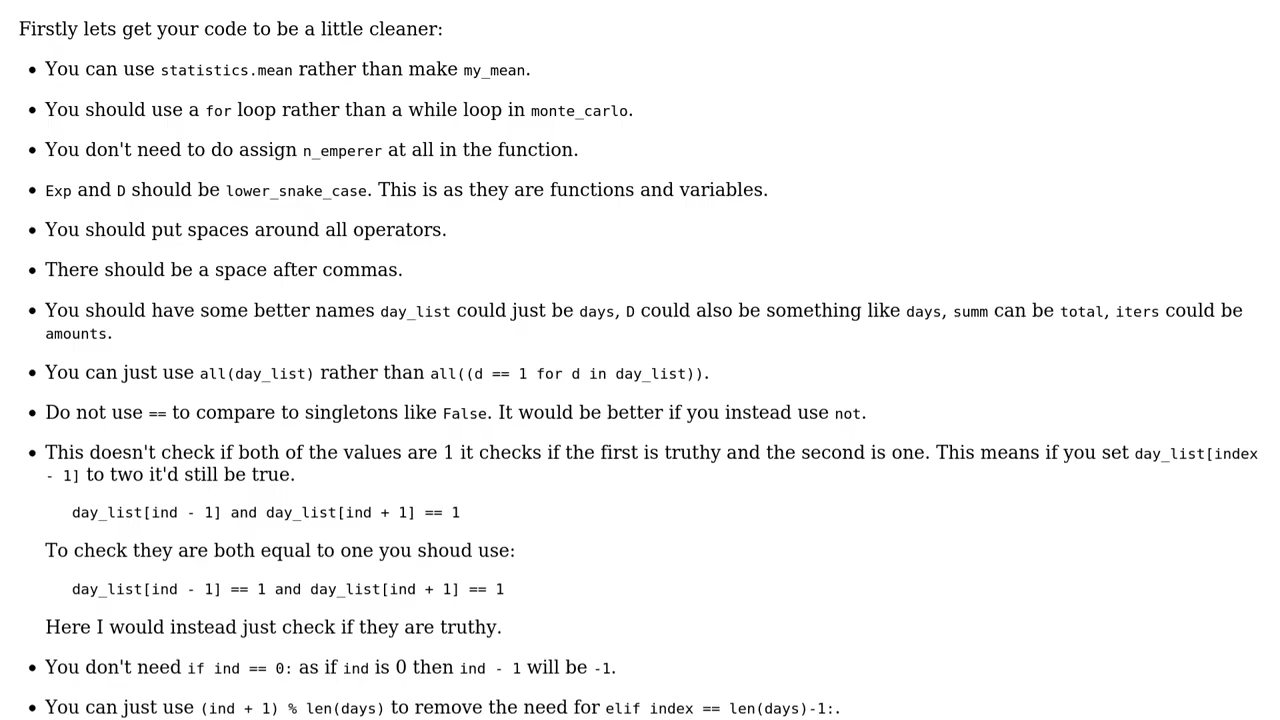 Firstly lets get your code to be a little cleaner:
• You can use statistics.mean rather than make my_mean.
• You should use a for loop rather than a while loop in monte_carlo.
• You don't need to do assign n_emperer at all in the function.
• Exp and D should be lower_snake_case. This is as they are functions and variables.
• You should put spaces around all operators.
• There should be a space after commas.
• You should have some better names day_list could just be days, D could also be something like days, summ can be total, iters could be
amounts.
• You can just use all(day_list) rather than all((d == 1 for d in day_list)).
• Do not use == to compare to singletons like False. It would be better if you instead use not.
• This doesn't check if both of the values are 1 it checks if the first is truthy and the second is one. This means if you set day_list[index
- 1] to two it'd still be true.
day_list[ind - 1] and day_list[ind + 1] == 1
To check they are both equal to one you shoud use:
day_list[ind - 1] == 1 and day_list[ind + 1] == 1
Here I would instead just check if they are truthy.
• You don't need if ind == 0: as if ind is 0 then ind - 1 will be -1.
• You can just use (ind + 1) % len(days) to remove the need for elif index == len(days)-1:.